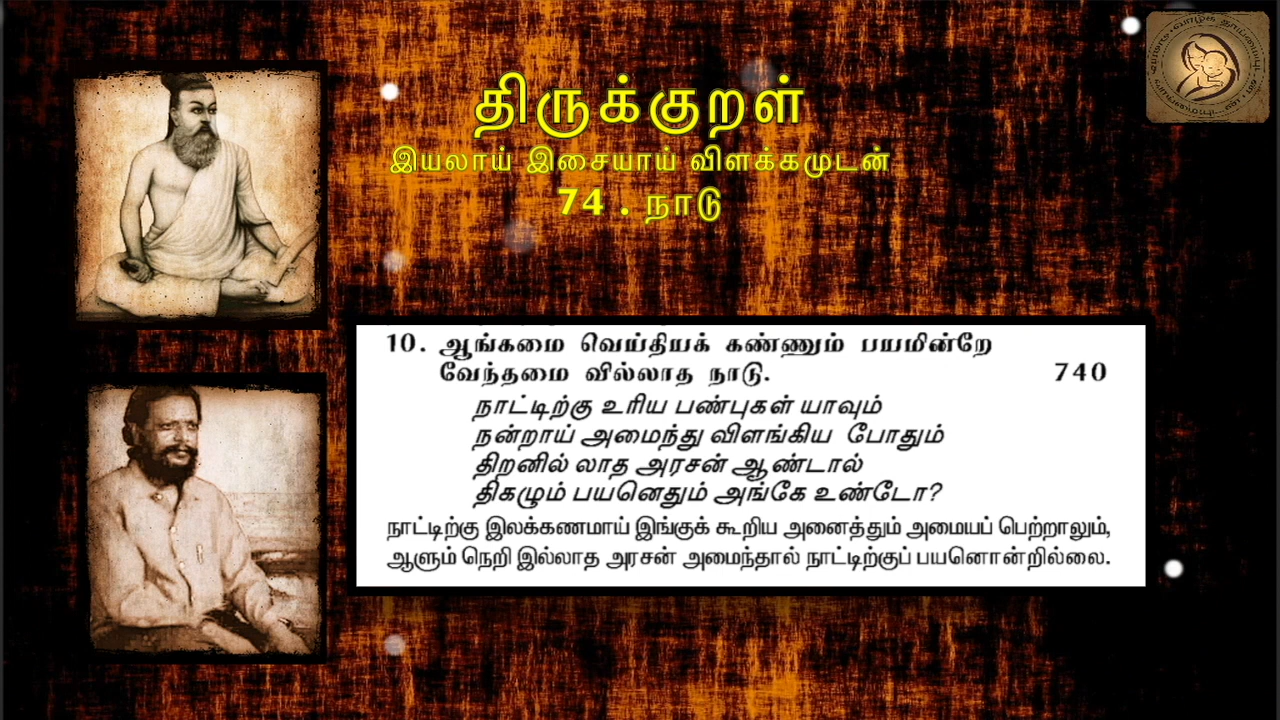 திருக்குறள்
இயலாய் இசையாய் விளக்கமுடன்
74 . நாடு
10. ஆங்கமை வெய்தியக் கண்ணும் பயமின்றே
வேந்தமை வில்லாத நாடு. 740
நாட்டிற்கு உரிய பண்புகள் யாவும்
நன்றாய் அமைந்து விளங்கிய போதும்
திறனில் லாத அரசன் ஆண்டால்
திகழும் பயனெதும் அங்கே உண்டோ?
நாட்டிற்கு இலக்கணமாய் இங்குக் கூறிய அனைத்தும் அமையப் பெற்றாலும்,
ஆளும் நெறி இல்லாத அரசன் அமைந்தால் நாட்டிற்குப் பயனொன்றில்லை.